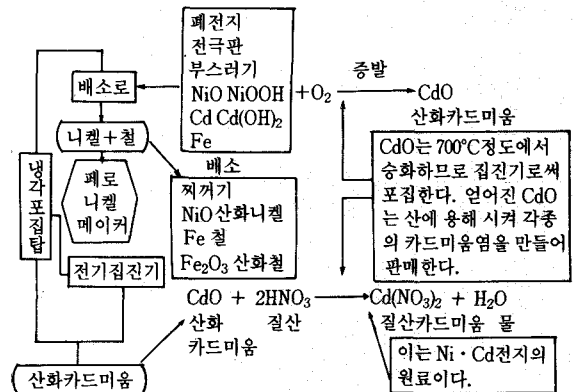 폐전지
전극판
부스러기
NiO NiOOH
Cd Cd(OH)₂
Fe
+O₂
증발
CdO
산화카드미움
배소로
니켈+철
배소
페로
니켈
메이커
냉각포집탑
전기집진기
찌꺼기
NiO 산화니켈
Fe 철
Fe₂O₃ 산화철
CdO는 700°C정도에서
승화하므로 집진기로써
포집한다. 얻어진 CdO
는 산에 용해 시켜 각종
의 카드미움염을 만들어
판매한다.
CdO + 2HNO₃ → Cd(NO₃)₂ + H₂O
산화 질산 질산카드미움 물
카드미움
산화카드미움
이는 Ni·Cd전지의
원료이다.